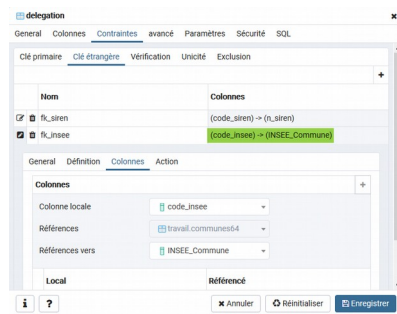 delegation
General Colonnes Contraintes avancé Paramètres Sécurité SQL
Clé primaire Clé étrangère Vérification Unicité Exclusion
Nom Colonnes
fk_siren (code_siren) -> (n_siren)
fk_insee (code_insee) -> (INSEE_Commune)
General Définition Colonnes Action
Colonnes
Colonne locale code_insee
Références travail.communes64
Références vers INSEE_Commune
Local Référencé
i ? Annuler Réinitialiser Enregistrer